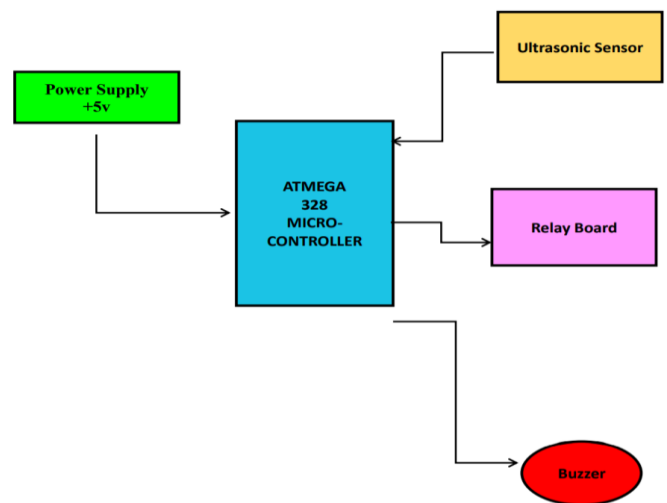 Ultrasonic Sensor
Power Supply
+5v
ATMEGA
328
MICRO-
CONTROLLER
Relay Board
Buzzer